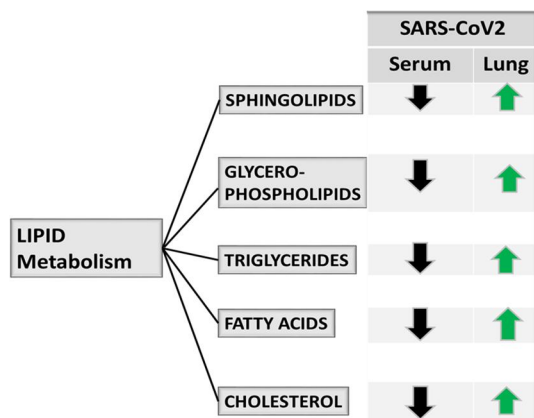 SARS-CoV2
Serum Lung
SPHINGOLIPIDS
GLYCERO-
PHOSPHOLIPIDS
LIPID
Metabolism
TRIGLYCERIDES
FATTY ACIDS
CHOLESTEROL